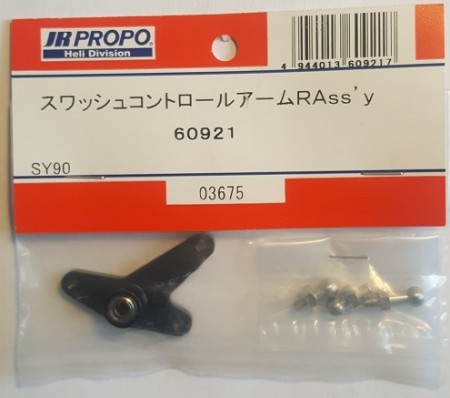 JR PROPO
Heli Division
4 944013 609217
スワッシュコントロールアームRAss'y
60921
SY90
03675